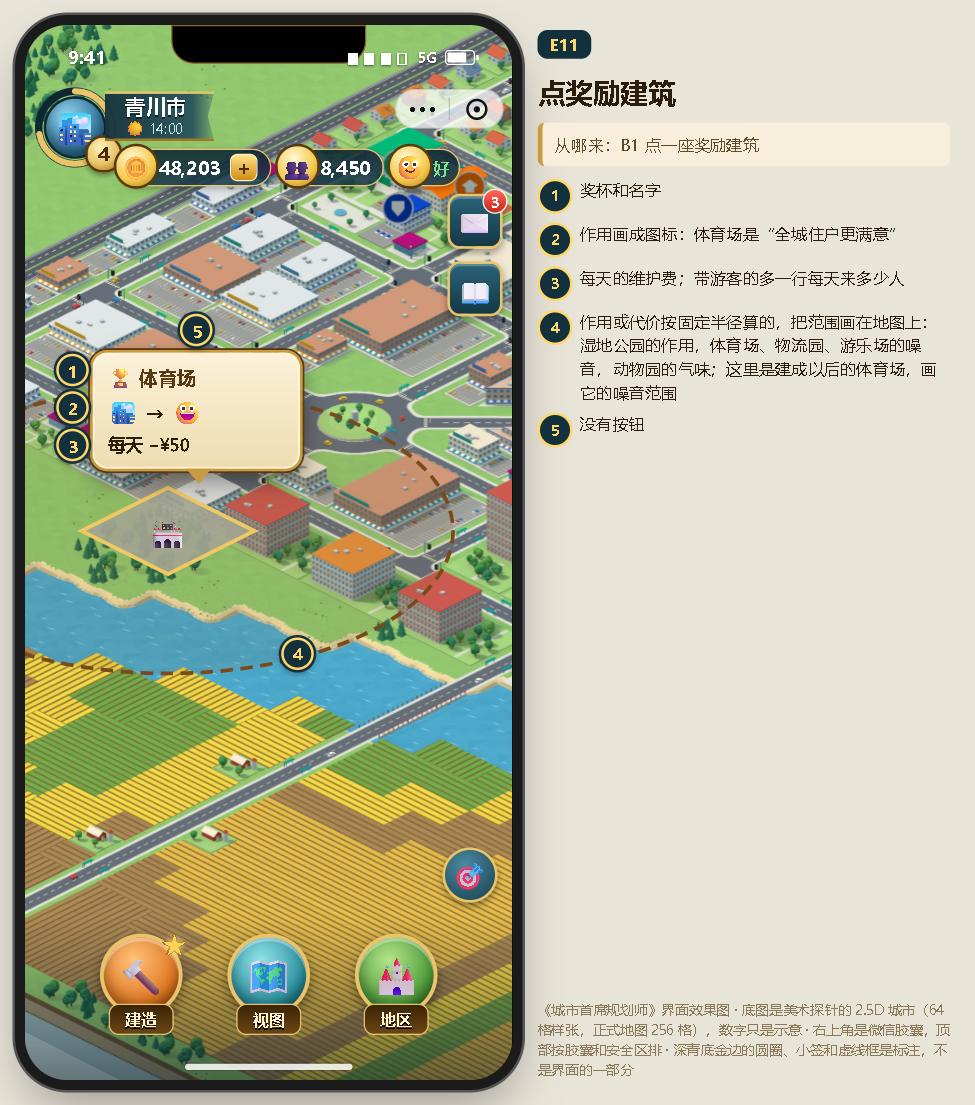 9:41
5G
青川市
14:00
4
48,203
+
8,450
好
3
5
1
体育场
2
→
3
每天 -¥50
4
建造
视图
地区
E11
点奖励建筑
从哪来：B1 点一座奖励建筑
1 奖杯和名字
2 作用画成图标：体育场是“全城住户更满意”
3 每天的维护费；带游客的多一行每天来多少人
4 作用或代价按固定半径算的，把范围画在地图上：
湿地公园的作用，体育场、物流园、游乐场的噪
音，动物园的气味；这里是建成以后的体育场，画
它的噪音范围
5 没有按钮
《城市首席规划师》界面效果图 · 底图是美术探针的 2.5D 城市（64
格样张，正式地图 256 格），数字只是示意 · 右上角是微信胶囊，顶
部按胶囊和安全区排 · 深青底金边的圆圈、小签和虚线框是标注，不
是界面的一部分